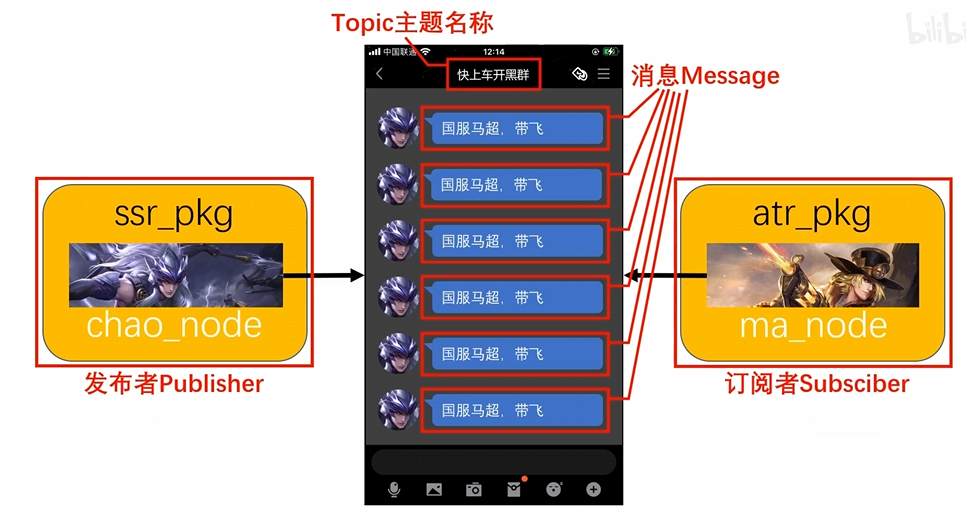 Topic主题名称
bilibi
中国联通
12:14
快上车开黑群
消息Message
国服马超，带飞
国服马超，带飞
国服马超，带飞
国服马超，带飞
国服马超，带飞
国服马超，带飞
ssr_pkg
chao_node
发布者Publisher
atr_pkg
ma_node
订阅者Subsciber